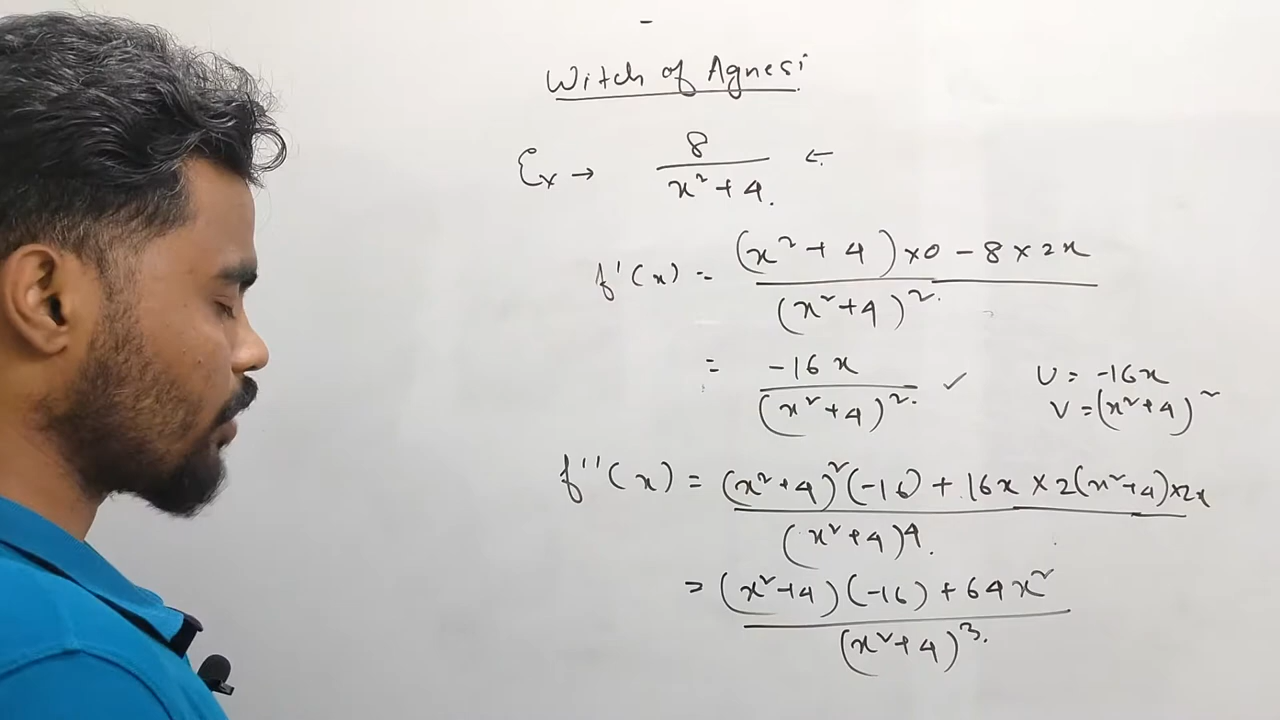 Witch of Agnesi
Ex → 8 / x² + 4. ←
f'(x) = (x² + 4) × 0 - 8 × 2x / (x² + 4)².
= -16x / (x² + 4)². ✓
U = -16x
V = (x² + 4)²
f''(x) = (x² + 4)² (-16) + 16x × 2(x² + 4) × 2x / (x² + 4)⁴.
= (x² + 4)(-16) + 64x² / (x² + 4)³.